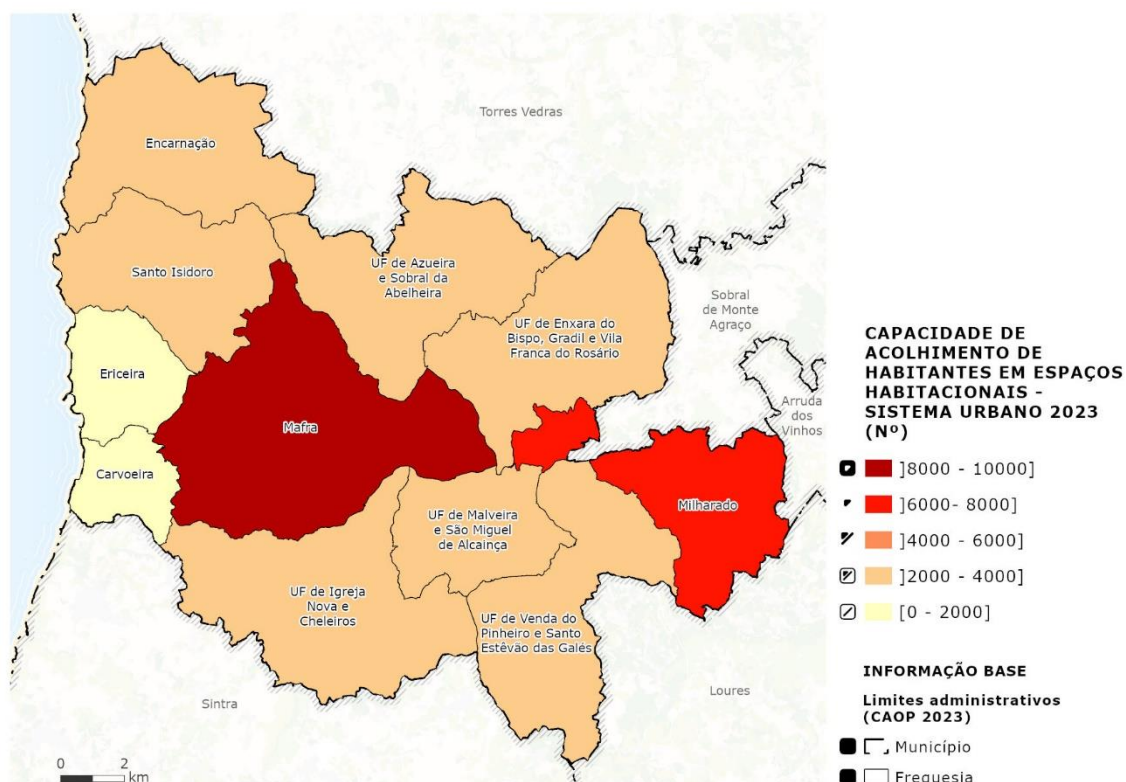 Torres Vedras
Encarnação
Santo Isidoro
UF de Azueira
e Sobral da
Abelheira
Sobral
de Monte
Agraço
UF de Enxara do
Bispo, Gradil e Vila
Franca do Rosário
Ericeira
Arruda
dos
Vinhos
Mafra
Carvoeira
Milharado
UF de Malveira
e São Miguel
de Alcainça
UF de Igreja
Nova e
Cheleiros
UF de Venda do
Pinheiro e Santo
Estêvão das Galés
Sintra
Loures
0 2
km
CAPACIDADE DE
ACOLHIMENTO DE
HABITANTES EM ESPAÇOS
HABITACIONAIS -
SISTEMA URBANO 2023
(Nº)
]8000 - 10000]
]6000- 8000]
]4000 - 6000]
]2000 - 4000]
[0 - 2000]
INFORMAÇÃO BASE
Limites administrativos
(CAOP 2023)
Município
Freguesia